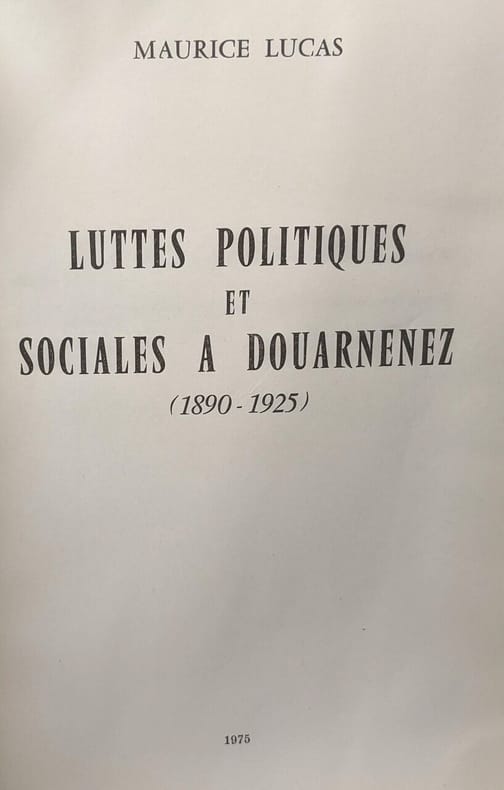 MAURICE LUCAS
LUTTES POLITIQUES
ET
SOCIALES A DOUARNENEZ
(1890-1925)
1975